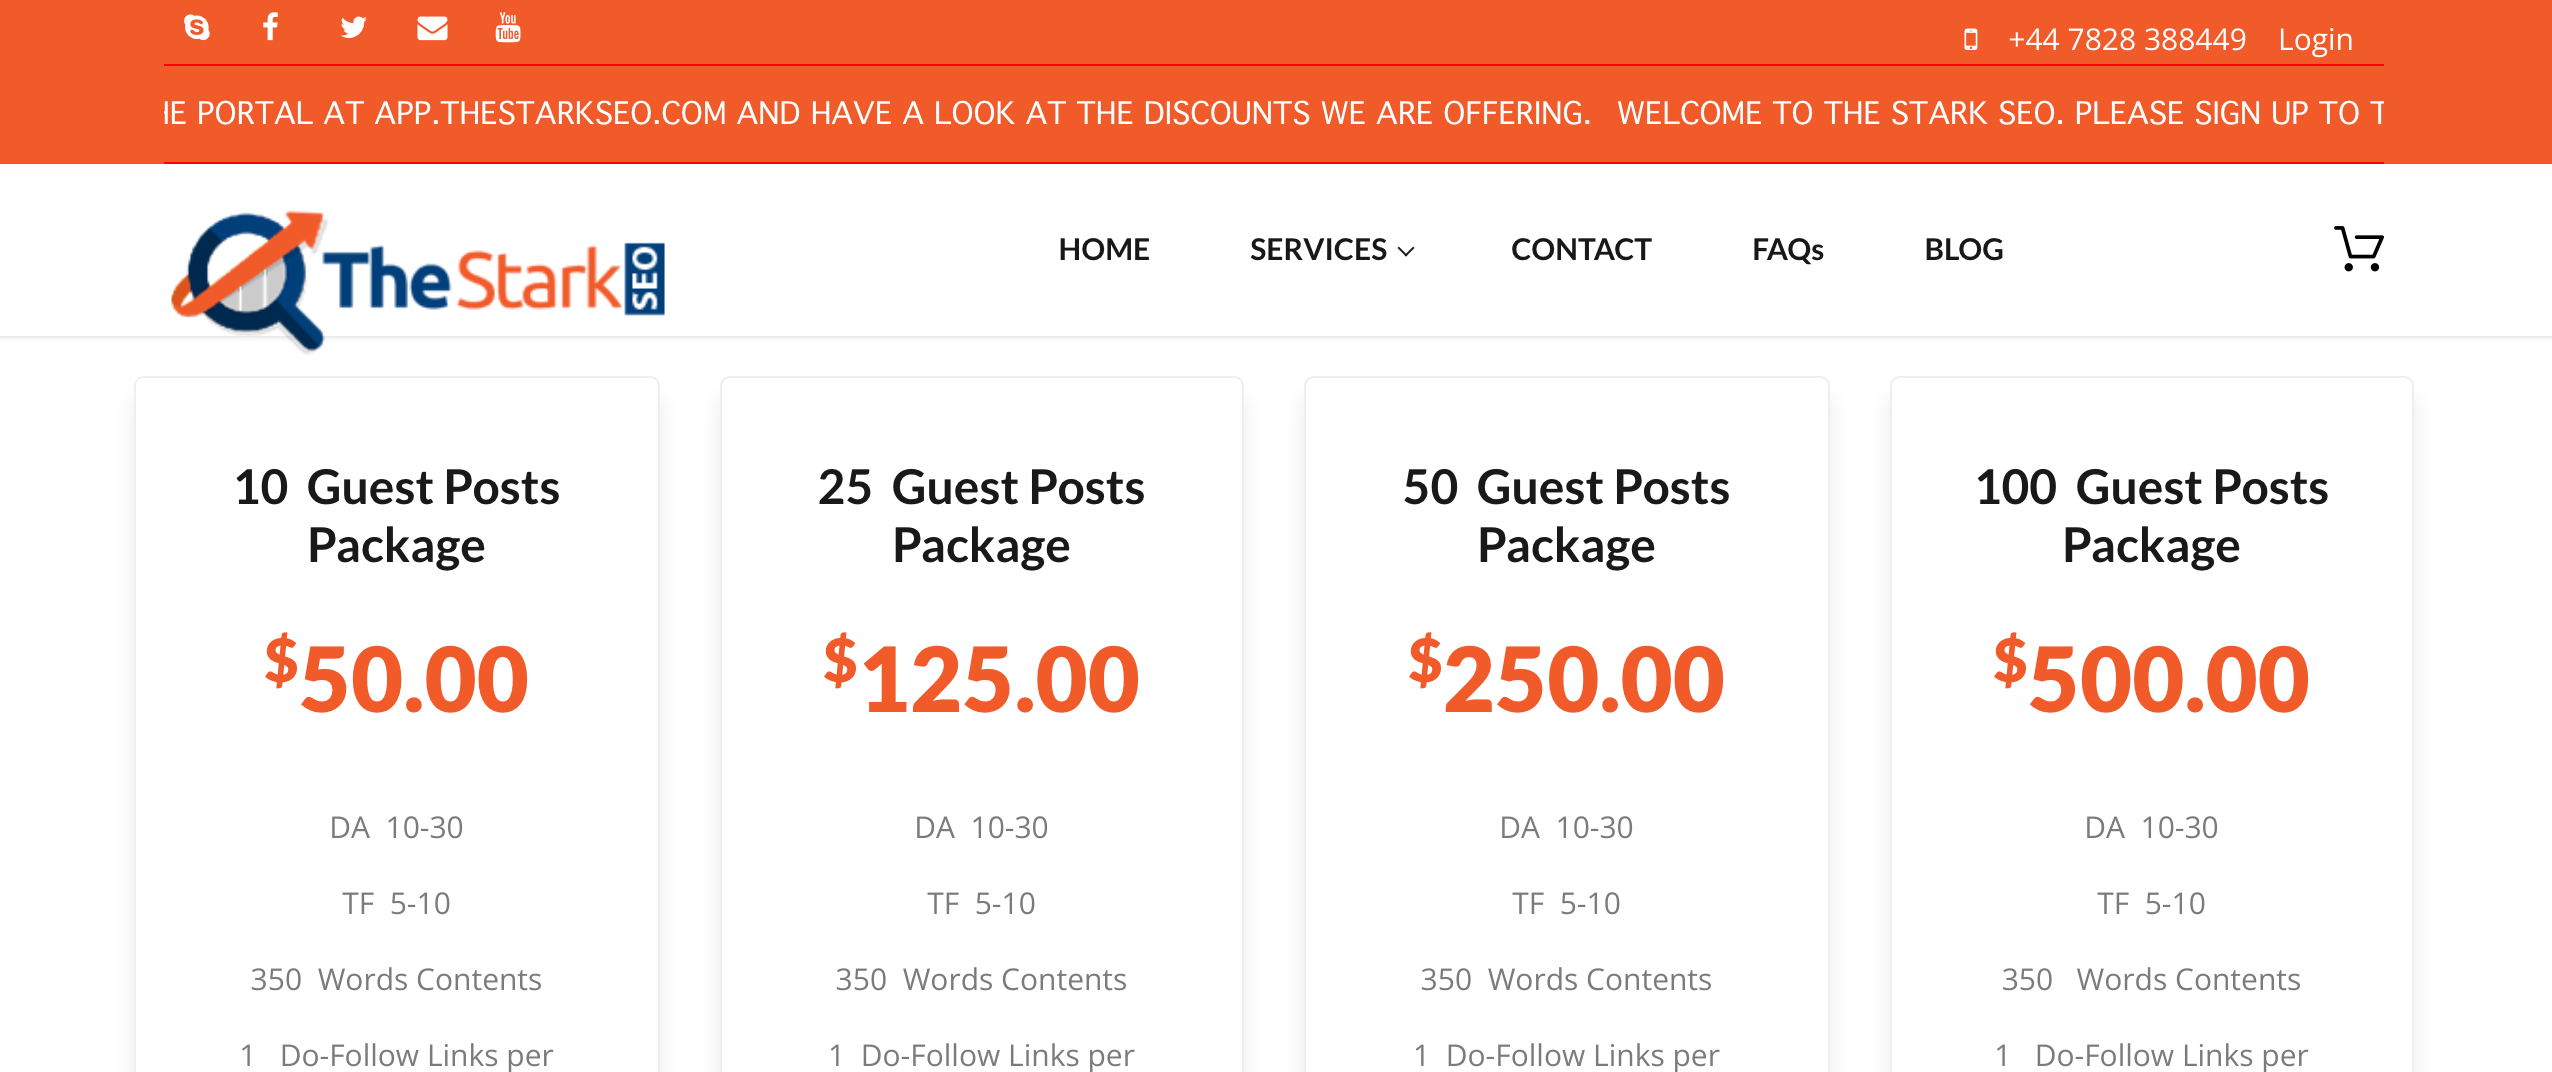 You Tube
+44 7828 388449 Login
PORTAL AT APP.THESTARKSEO.COM AND HAVE A LOOK AT THE DISCOUNTS WE ARE OFFERING. WELCOME TO THE STARK SEO. PLEASE SIGN UP TO
The Stark SEO
HOME SERVICES CONTACT FAQs BLOG
10 Guest Posts
Package
$50.00
DA 10-30
TF 5-10
350 Words Contents
1 Do-Follow Links per
25 Guest Posts
Package
$125.00
DA 10-30
TF 5-10
350 Words Contents
1 Do-Follow Links per
50 Guest Posts
Package
$250.00
DA 10-30
TF 5-10
350 Words Contents
1 Do-Follow Links per
100 Guest Posts
Package
$500.00
DA 10-30
TF 5-10
350 Words Contents
1 Do-Follow Links per